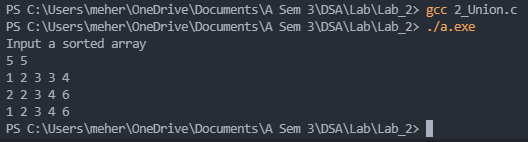 PS C:\Users\meher\OneDrive\Documents\A Sem 3\DSA\Lab\Lab_2> gcc 2_Union.c
PS C:\Users\meher\OneDrive\Documents\A Sem 3\DSA\Lab\Lab_2> ./a.exe
Input a sorted array
5 5
1 2 3 3 4
2 2 3 4 6
1 2 3 4 6
PS C:\Users\meher\OneDrive\Documents\A Sem 3\DSA\Lab\Lab_2>